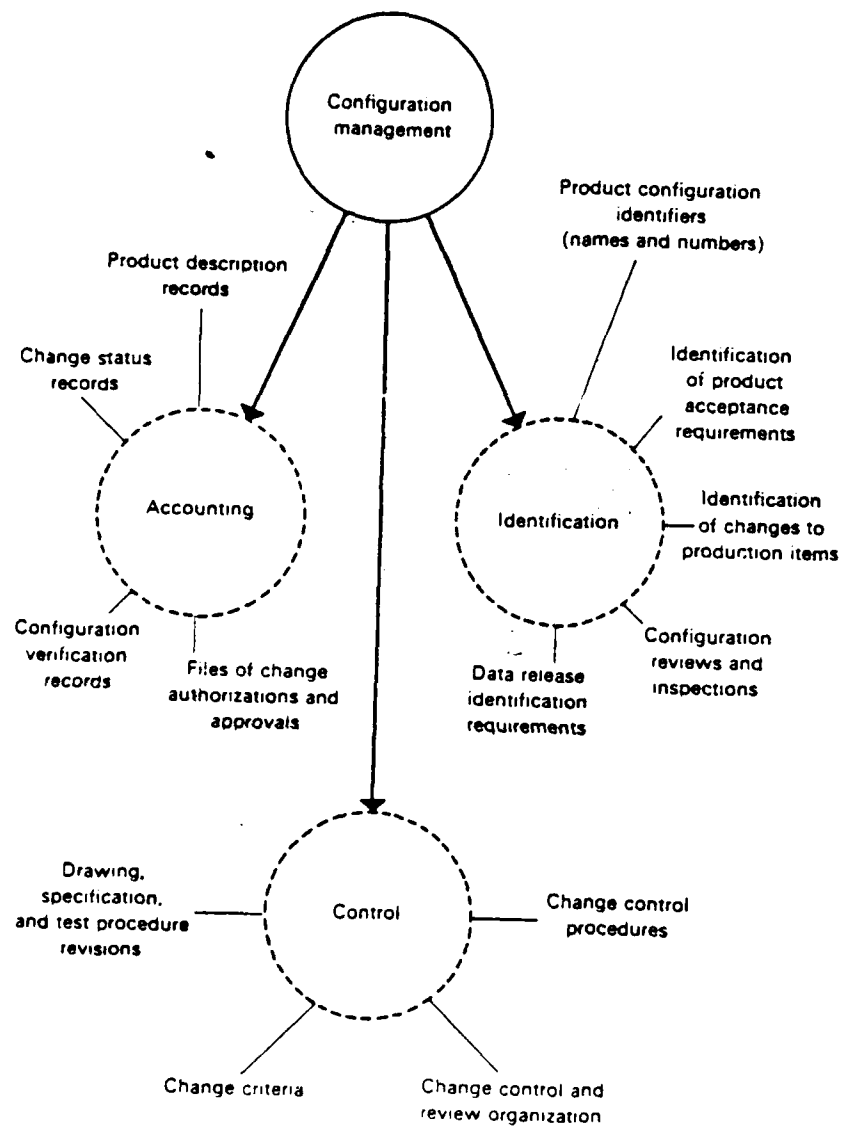 Configuration
management
Product configuration
identifiers
(names and numbers)
Product description
records
Change status
records
Identification
of product
acceptance
requirements
Accounting
Identification
Identification
of changes to
production items
Configuration
verification
records
Files of change
authorizations and
approvals
Data release
identification
requirements
Configuration
reviews and
inspections
Drawing,
specification,
and test procedure
revisions
Control
Change control
procedures
Change criteria
Change control and
review organization